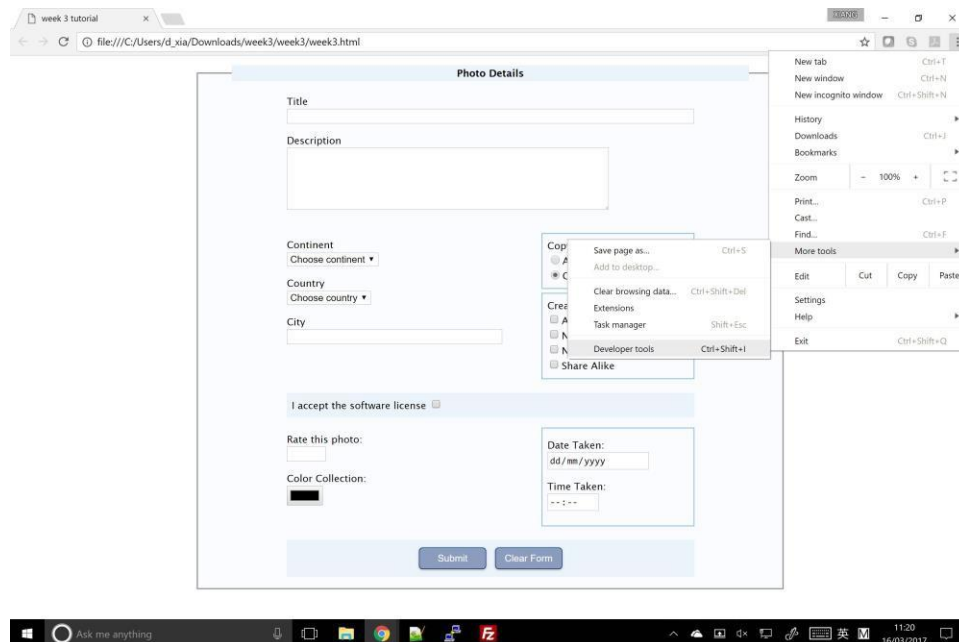 week 3 tutorial
XIANG
file:///C:/Users/d_xia/Downloads/week3/week3/week3.html
Photo Details
Title
Description
Continent
Choose continent
Country
Choose country
City
Share Alike
I accept the software license
Rate this photo:
Color Collection:
Date Taken:
dd/mm/yyyy
Time Taken:
--:--
Submit
Clear Form
New tab Ctrl+T
New window Ctrl+N
New incognito window Ctrl+Shift+N
History
Downloads Ctrl+J
Bookmarks
Zoom - 100% +
Print... Ctrl+P
Cast...
Find... Ctrl+F
More tools
Edit Cut Copy Paste
Settings
Help
Exit Ctrl+Shift+Q
Save page as... Ctrl+S
Add to desktop...
Clear browsing data... Ctrl+Shift+Del
Extensions
Task manager Shift+Esc
Developer tools Ctrl+Shift+I
Ask me anything
英
M
11:20
16/03/2017